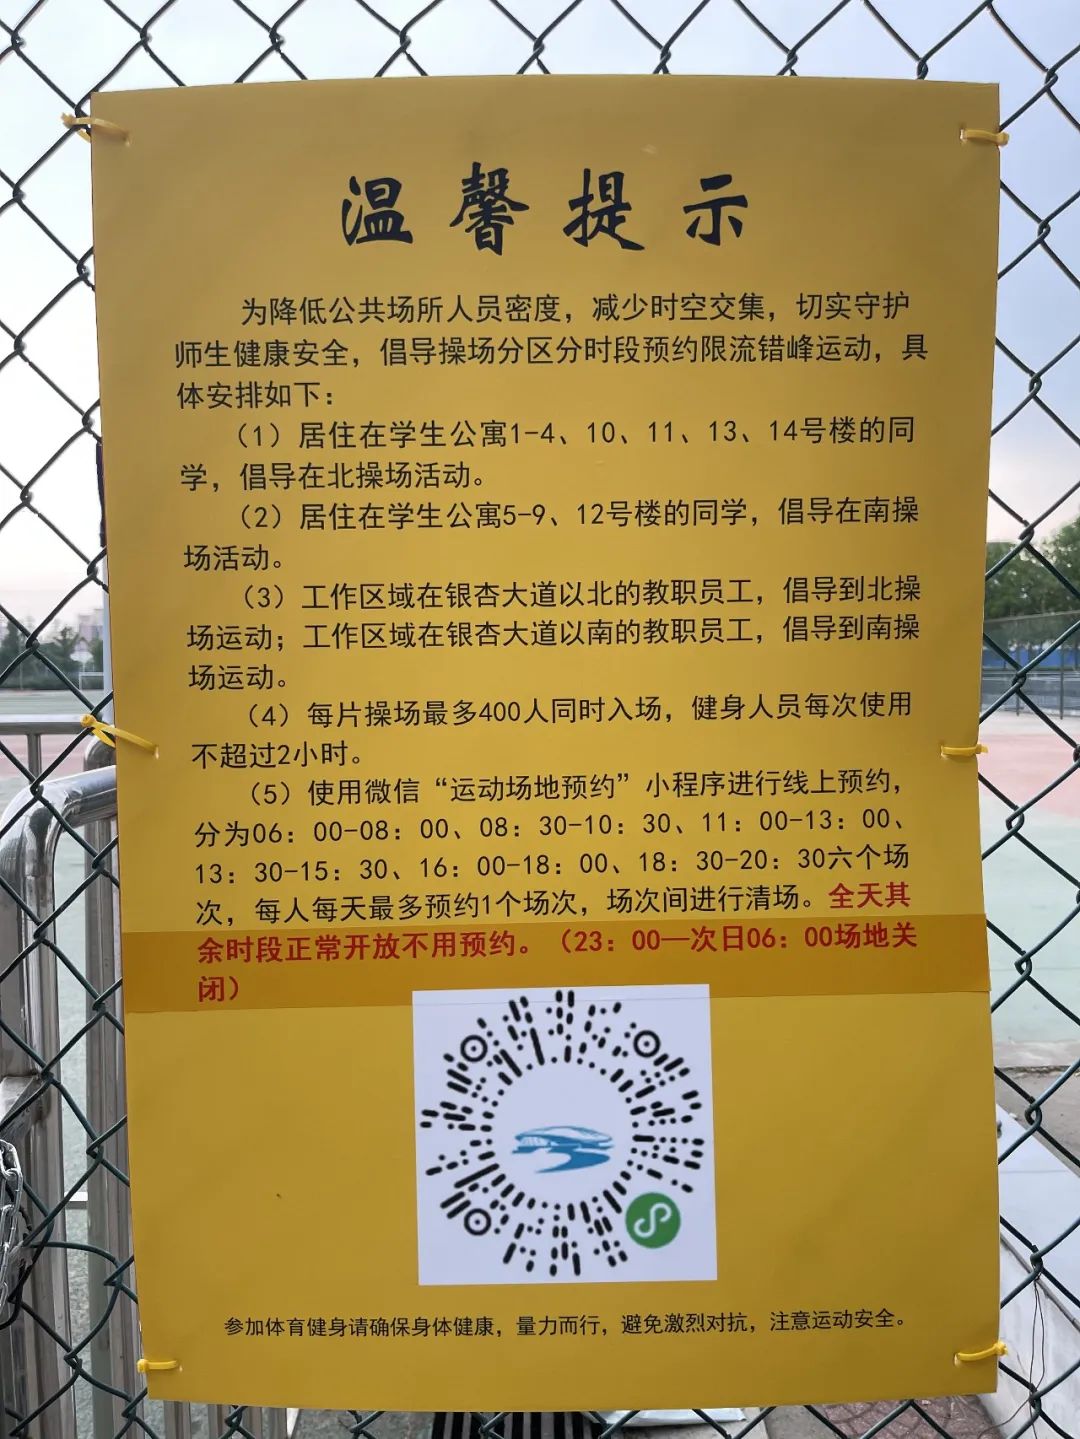 温馨提示
为降低公共场所人员密度，减少时空交集，切实守护
师生健康安全，倡导操场分区分时段预约限流错峰运动，具
体安排如下：
（1）居住在学生公寓1-4、10、11、13、14号楼的同
学，倡导在北操场活动。
（2）居住在学生公寓5-9、12号楼的同学，倡导在南操
场活动。
（3）工作区域在银杏大道以北的教职员工，倡导到北操
场运动；工作区域在银杏大道以南的教职员工，倡导到南操
场运动。
（4）每片操场最多400人同时入场，健身人员每次使用
不超过2小时。
（5）使用微信“运动场地预约”小程序进行线上预约，
分为06：00-08：00、08：30-10：30、11：00-13：00、
13：30-15：30、16：00-18：00、18：30-20：30六个场
次，每人每天最多预约1个场次，场次间进行清场。全天其
余时段正常开放不用预约。（23：00—次日06：00场地关
闭）
参加体育健身请确保身体健康，量力而行，避免激烈对抗，注意运动安全。